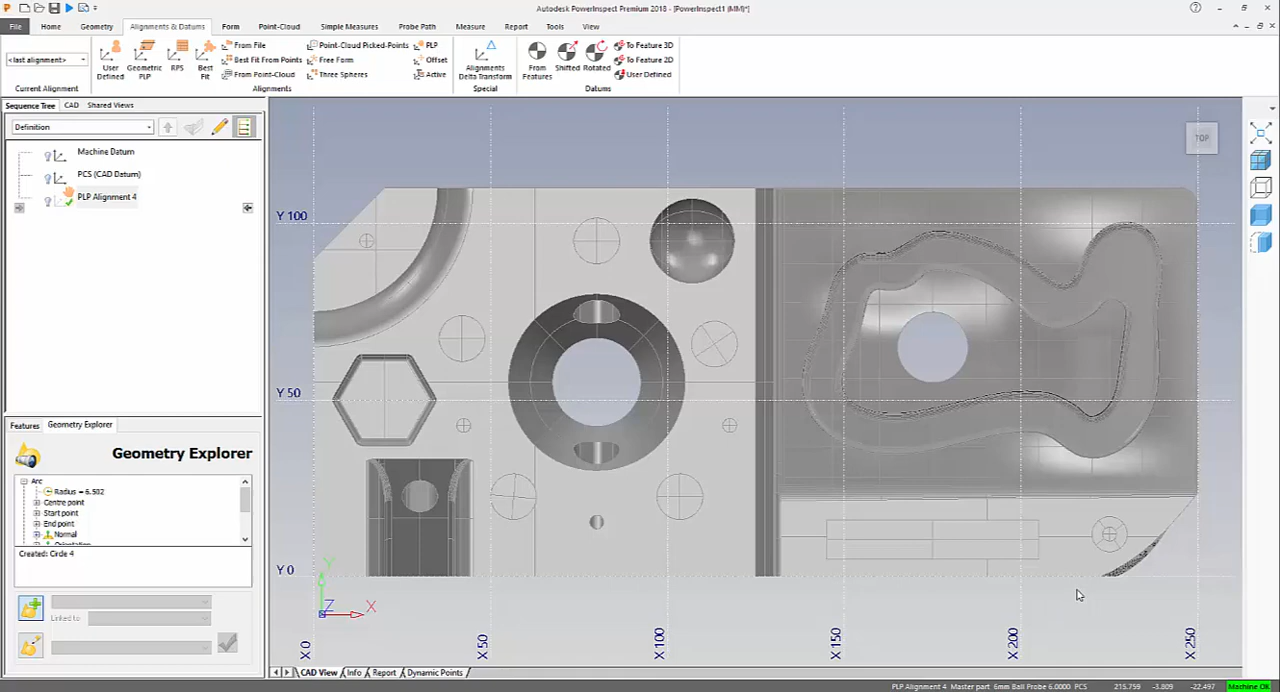 Autodesk PowerInspect Premium 2018 - [PowerInspect1 (MM)*]
File Home Geometry Alignments & Datums Form Point-Cloud Simple Measures Probe Path Measure Report Tools View
<last alignment>
Current Alignment
User Defined
Geometric PLP
RPS
Best Fit
From File
Best Fit From Points
From Point-Cloud
Point-Cloud Picked-Points
Free Form
Three Spheres
PLP
Offset
Active
Alignments
Alignments Delta Transform
Special
From Features
Shifted
Rotated
To Feature 3D
To Feature 2D
User Defined
Datums
Sequence Tree CAD Shared Views
Definition
Machine Datum
PCS (CAD Datum)
PLP Alignment 4
Features Geometry Explorer
Geometry Explorer
Arc
Radius = 6.502
Centre point
Start point
End point
Normal
Created: Circle 4
Linked to
TOP
Y 100
Y 50
Y 0
Y
Z
X
X 0
X 50
X 100
X 150
X 200
X 250
CAD View Info Report Dynamic Points
PLP Alignment 4 Master part 6mm Ball Probe 6.0000 PCS 215.759 -3.809 -22.497 Machine OK